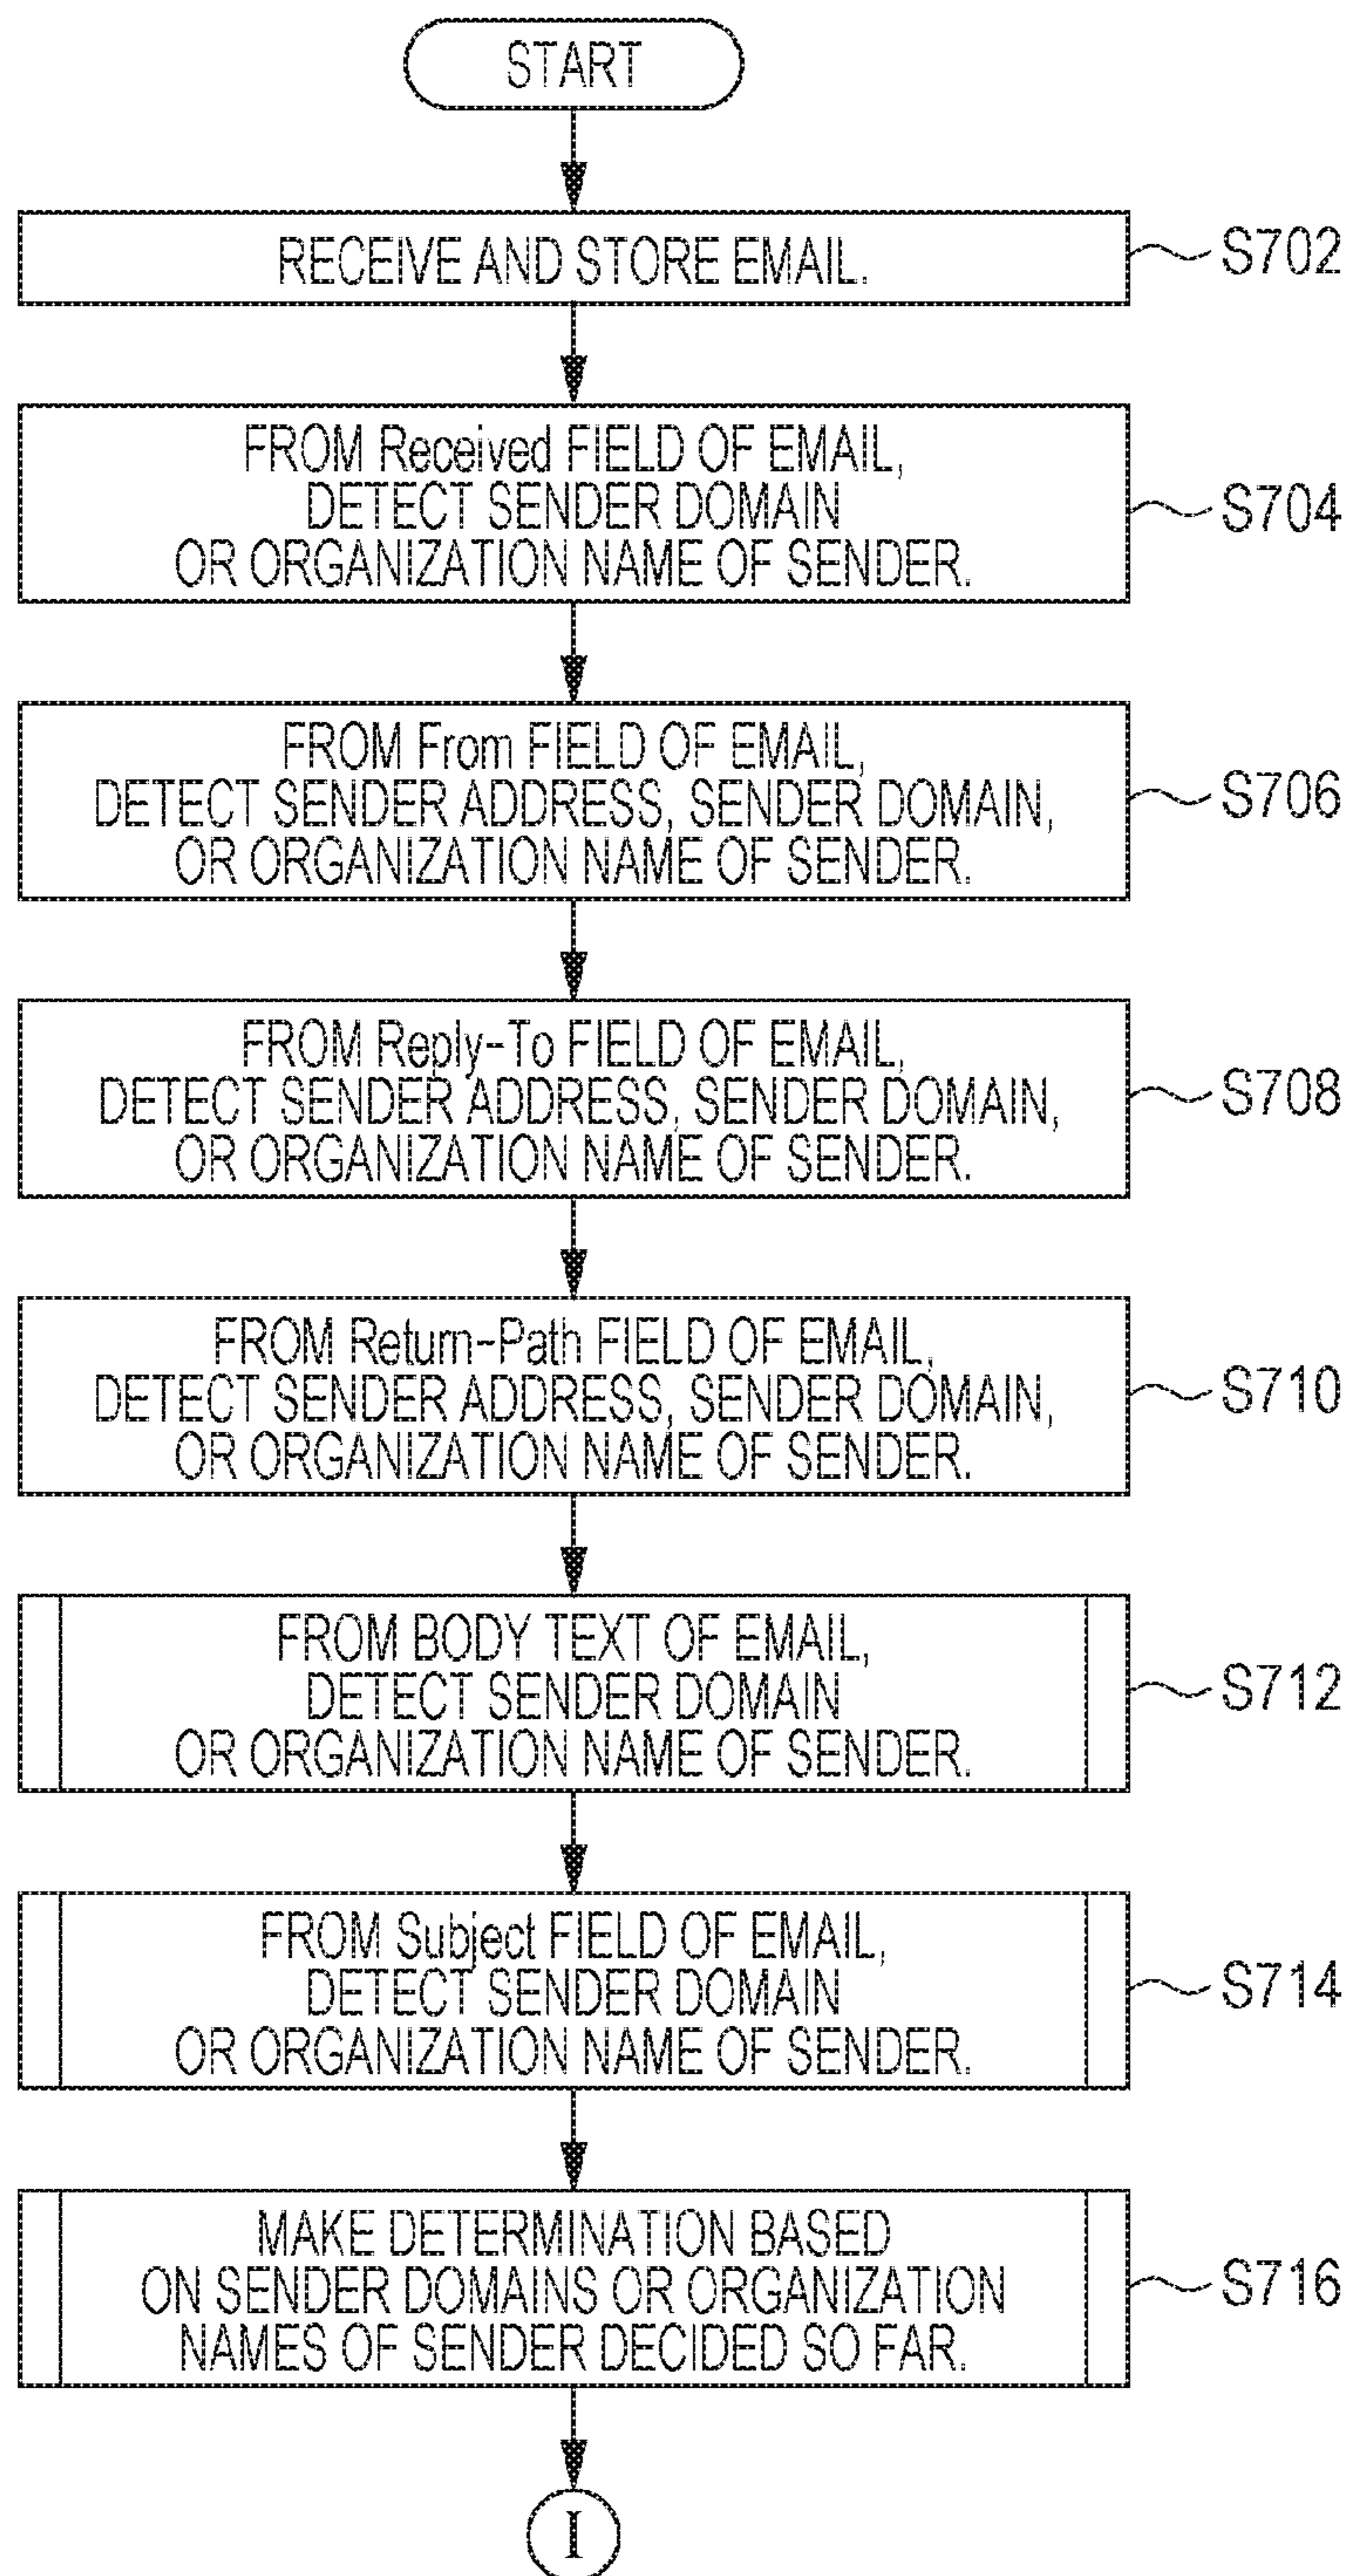 START
RECEIVE AND STORE EMAIL.
S702
FROM Received FIELD OF EMAIL,
DETECT SENDER DOMAIN
OR ORGANIZATION NAME OF SENDER.
S704
FROM From FIELD OF EMAIL,
DETECT SENDER ADDRESS, SENDER DOMAIN,
OR ORGANIZATION NAME OF SENDER.
S706
FROM Reply-To FIELD OF EMAIL,
DETECT SENDER ADDRESS, SENDER DOMAIN,
OR ORGANIZATION NAME OF SENDER.
S708
FROM Return-Path FIELD OF EMAIL,
DETECT SENDER ADDRESS, SENDER DOMAIN,
OR ORGANIZATION NAME OF SENDER.
S710
FROM BODY TEXT OF EMAIL,
DETECT SENDER DOMAIN
OR ORGANIZATION NAME OF SENDER.
S712
FROM Subject FIELD OF EMAIL,
DETECT SENDER DOMAIN
OR ORGANIZATION NAME OF SENDER.
S714
MAKE DETERMINATION BASED
ON SENDER DOMAINS OR ORGANIZATION
NAMES OF SENDER DECIDED SO FAR.
S716
I